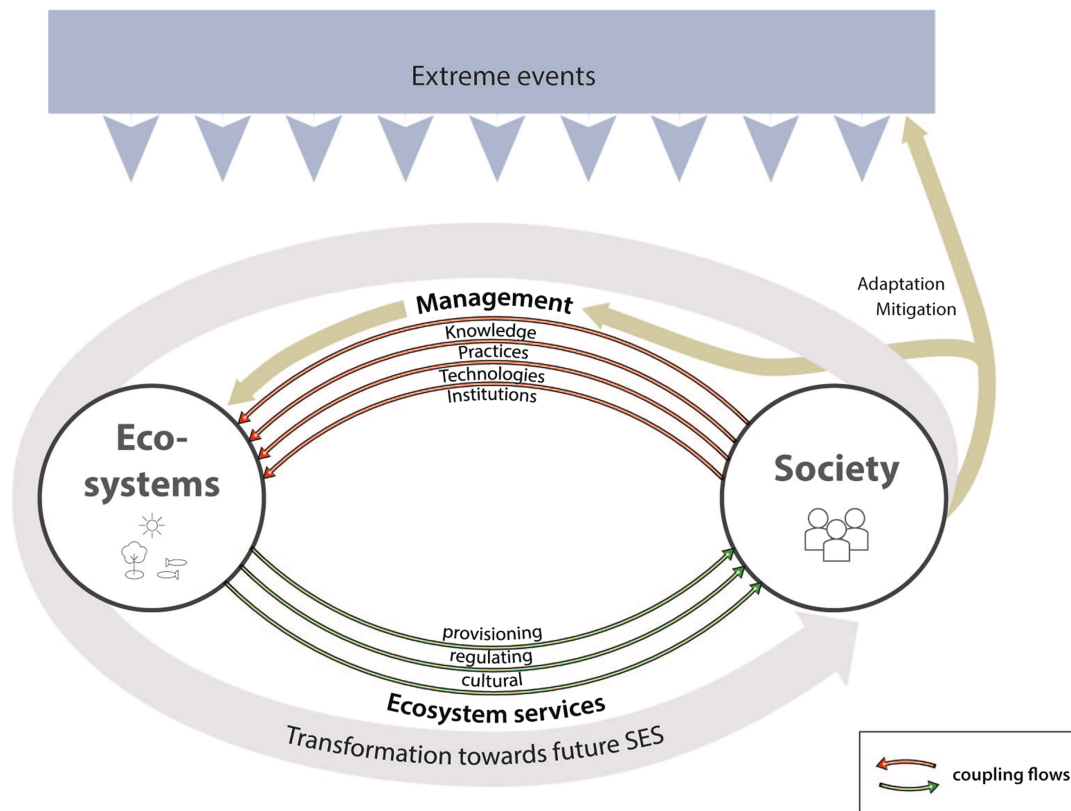 Extreme events
Adaptation
Mitigation
Management
Knowledge
Practices
Technologies
Institutions
Eco-
systems
Society
provisioning
regulating
cultural
Ecosystem services
Transformation towards future SES
coupling flows